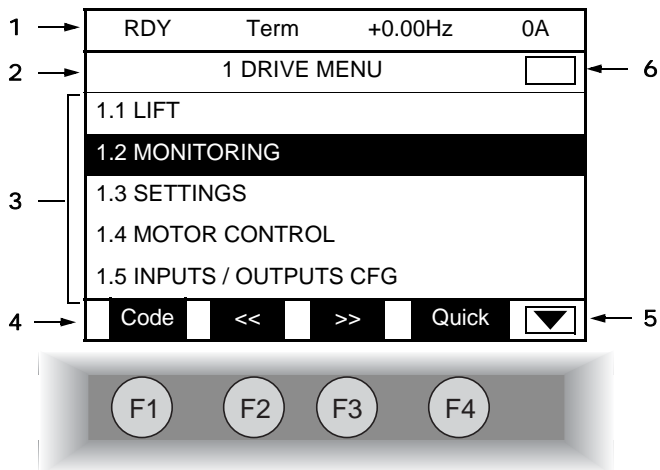 1 RDY Term +0.00Hz 0A
2 1 DRIVE MENU 6
1.1 LIFT
1.2 MONITORING
3 1.3 SETTINGS
1.4 MOTOR CONTROL
1.5 INPUTS / OUTPUTS CFG
4 Code << >> Quick 5
F1 F2 F3 F4